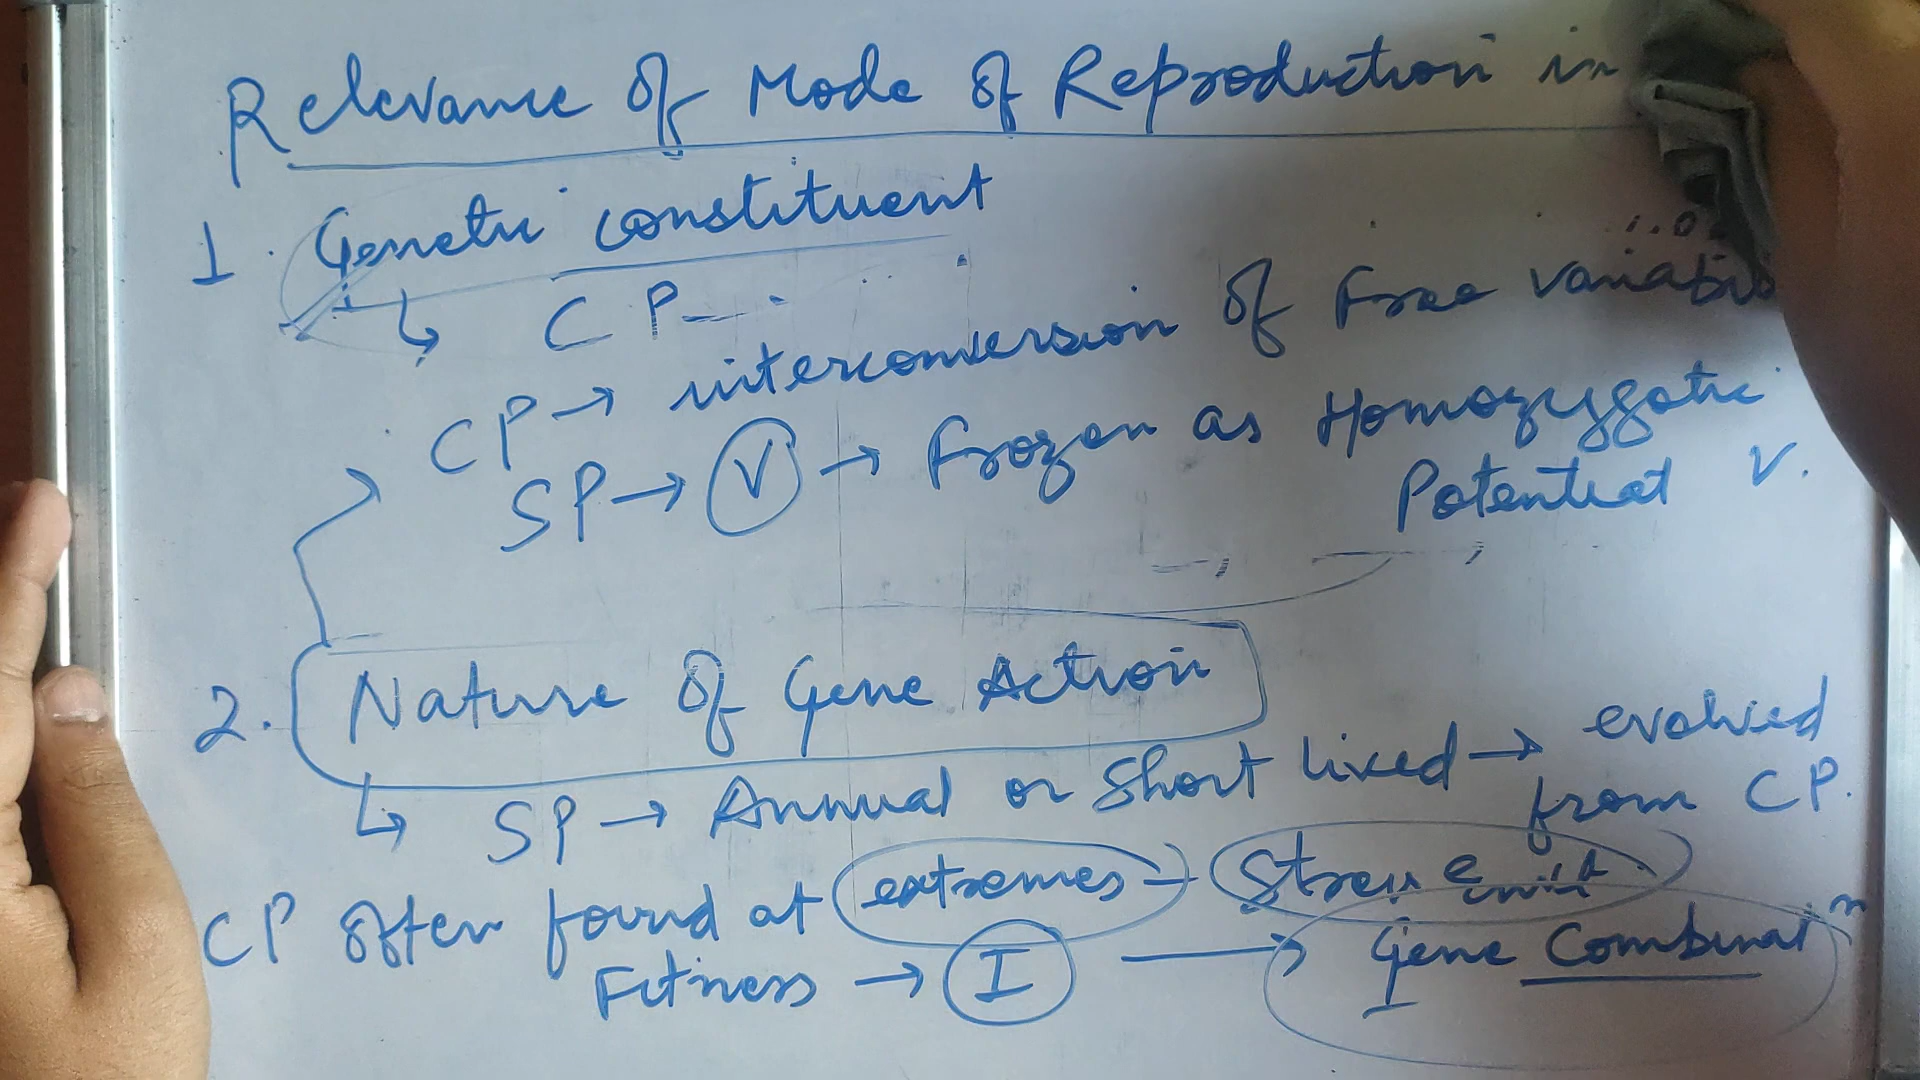 Relevance of Mode of Reproduction in
1. Genetic constituent
↳ CP
CP → interconversion of Free
SP → V → Frozen as Homozygotic
Potential V.
2. Nature of Gene Action
↳ SP → Annual or Short lived → evolved
from CP.
CP often found at extremes - Stress
Fitness → I → Gene Combinatn
I